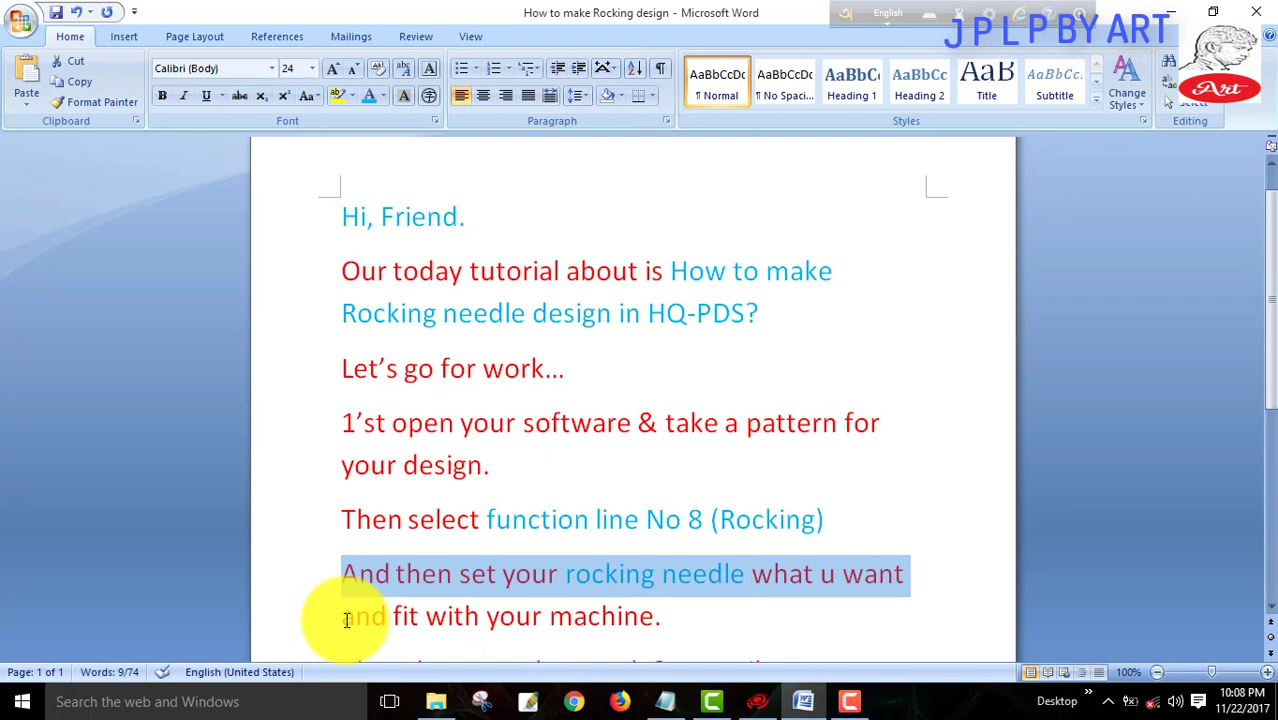 How to make Rocking design - Microsoft Word
English
J P L P BY ART
Home Insert Page Layout References Mailings Review View
Art
Paste
Cut
Copy
Format Painter
Calibri (Body) 24
AaBbCcDc AaBbCcDc AaBbC AaBbCc AaB AaBbCc.
¶ Normal ¶ No Spaci... Heading 1 Heading 2 Title Subtitle
Change Styles
Select
Clipboard Font Paragraph Styles Editing
Hi, Friend.
Our today tutorial about is How to make
Rocking needle design in HQ-PDS?
Let’s go for work…
1’st open your software & take a pattern for
your design.
Then select function line No 8 (Rocking)
And then set your rocking needle what u want
and fit with your machine.
Page: 1 of 1 Words: 9/74 English (United States) 100%
Search the web and Windows
Desktop
10:08 PM
11/22/2017